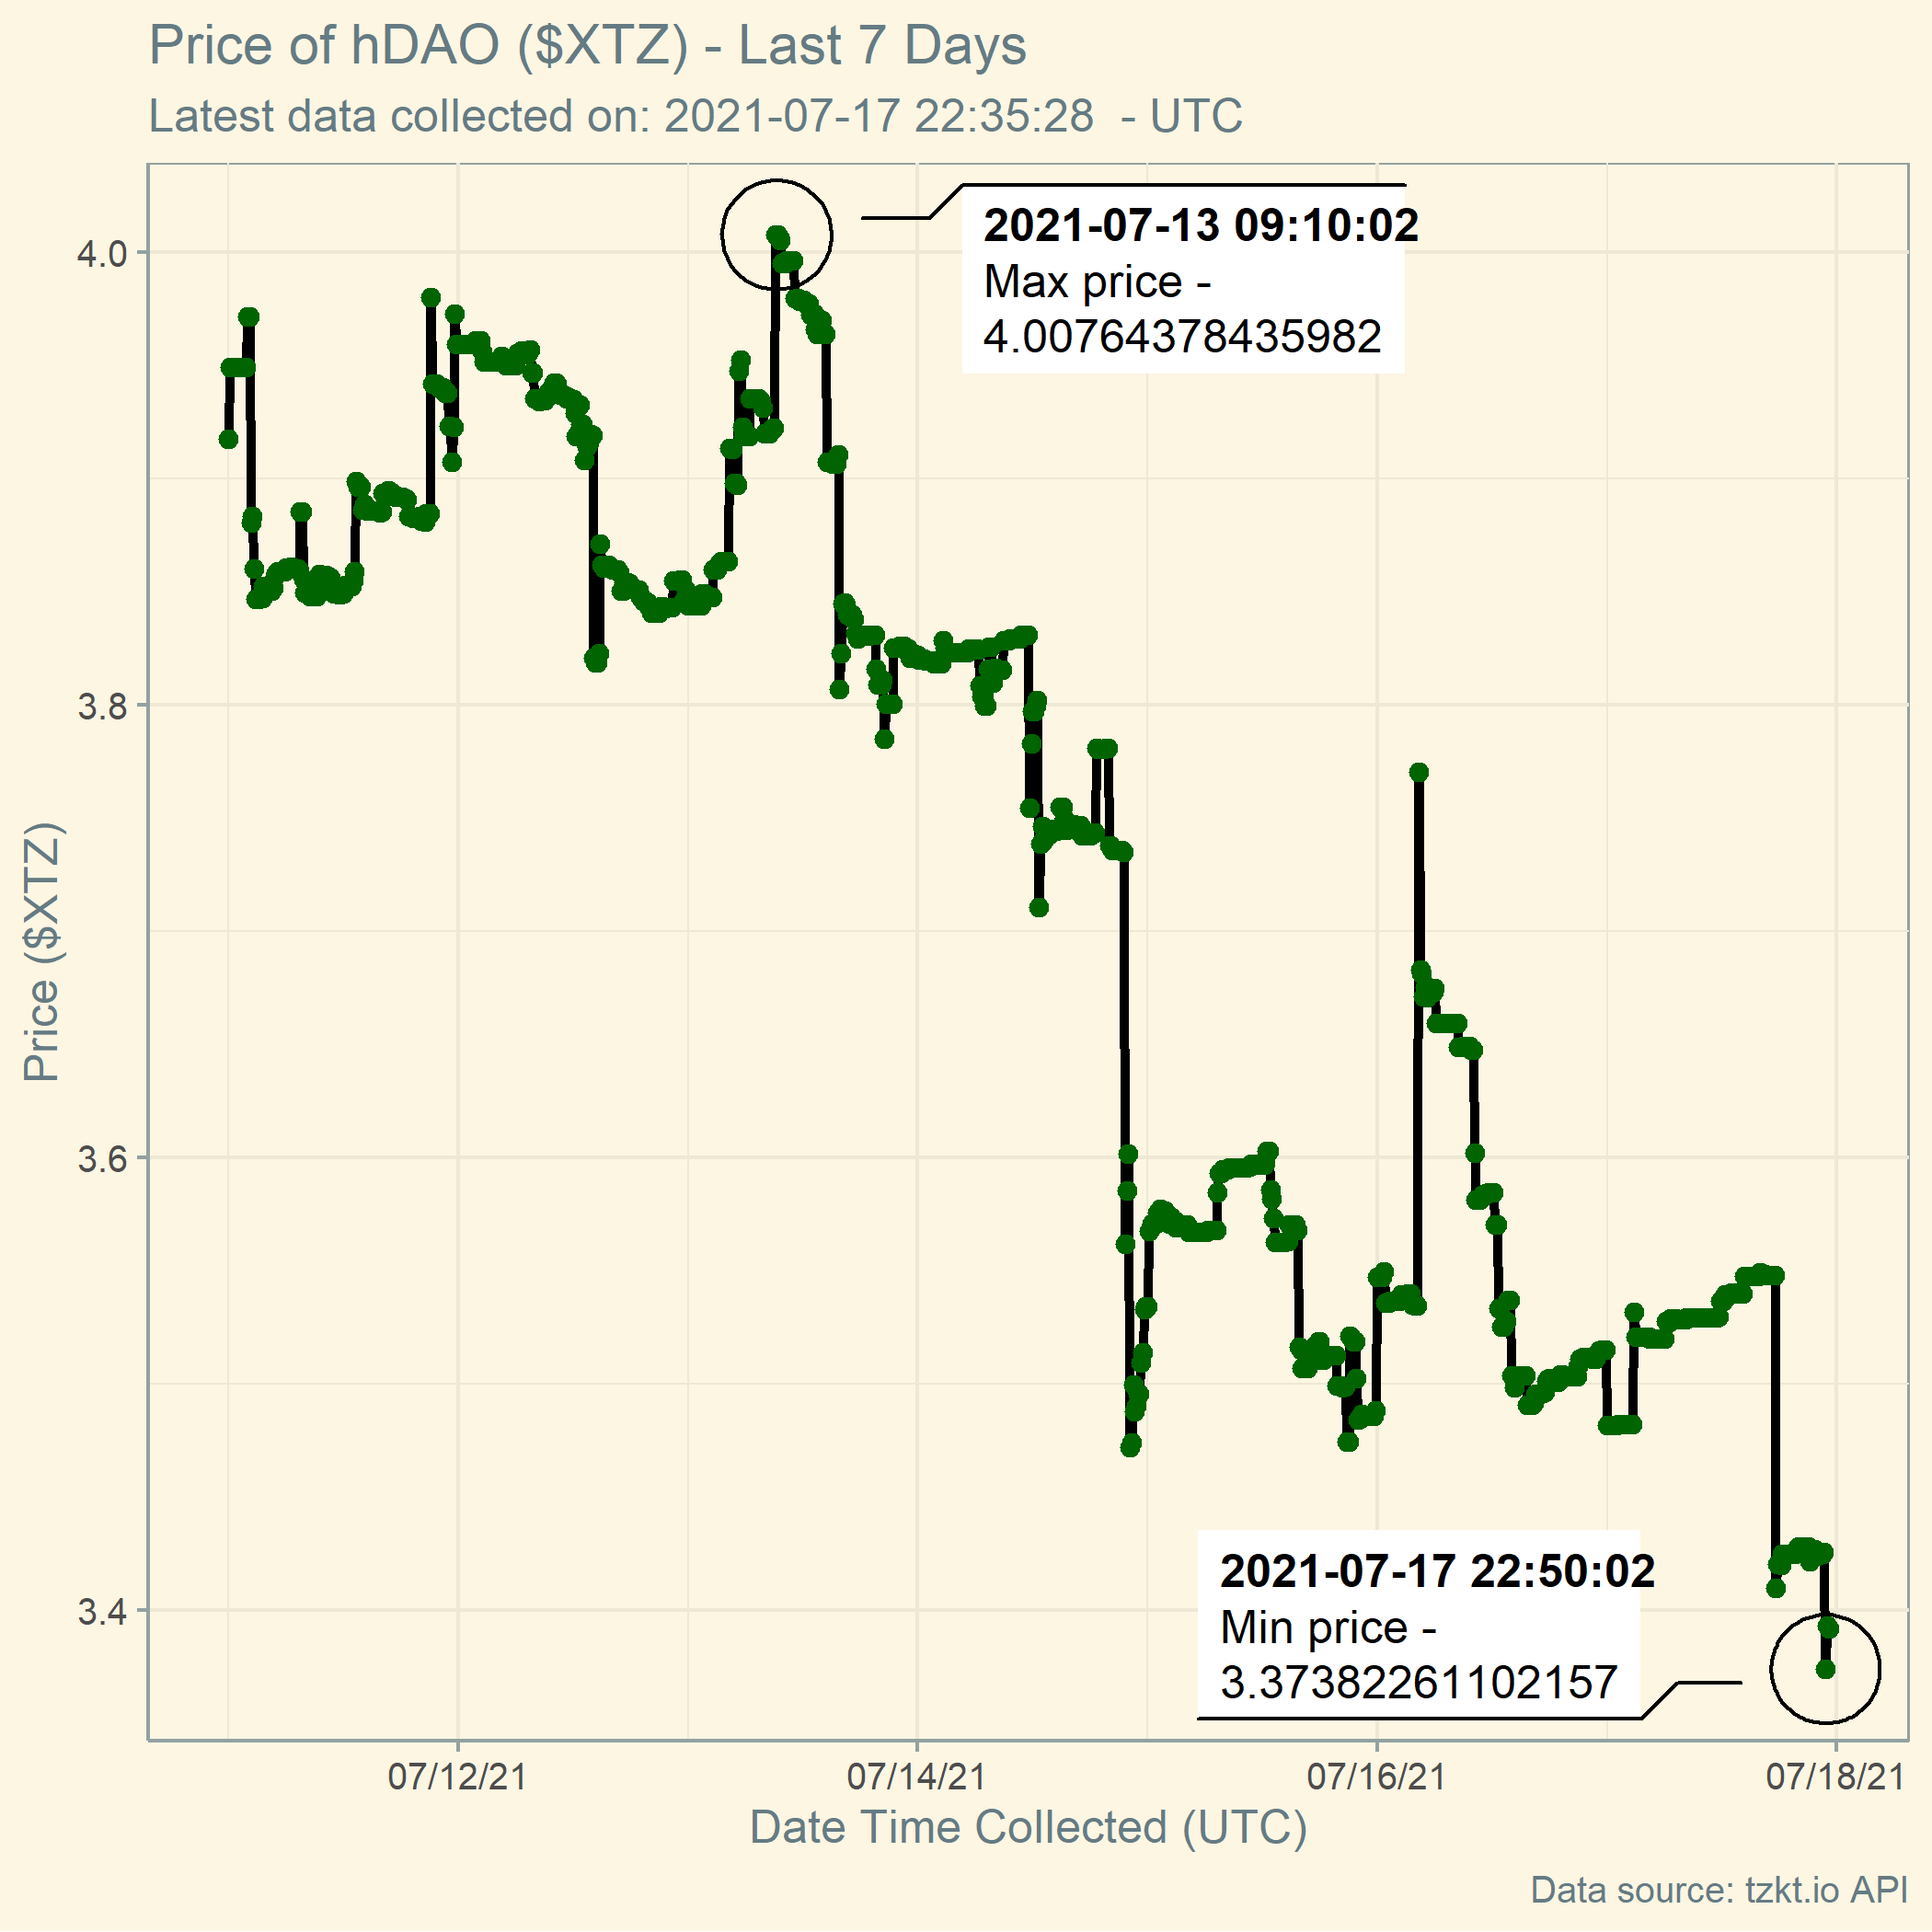 Price of hDAO ($XTZ) - Last 7 Days
Latest data collected on: 2021-07-17 22:35:28  - UTC
2021-07-13 09:10:02
Max price -
4.00764378435982
4.0
3.8
3.6
3.4
Price ($XTZ)
2021-07-17 22:50:02
Min price -
3.37382261102157
07/12/21
07/14/21
07/16/21
07/18/21
Date Time Collected (UTC)
Data source: tzkt.io API